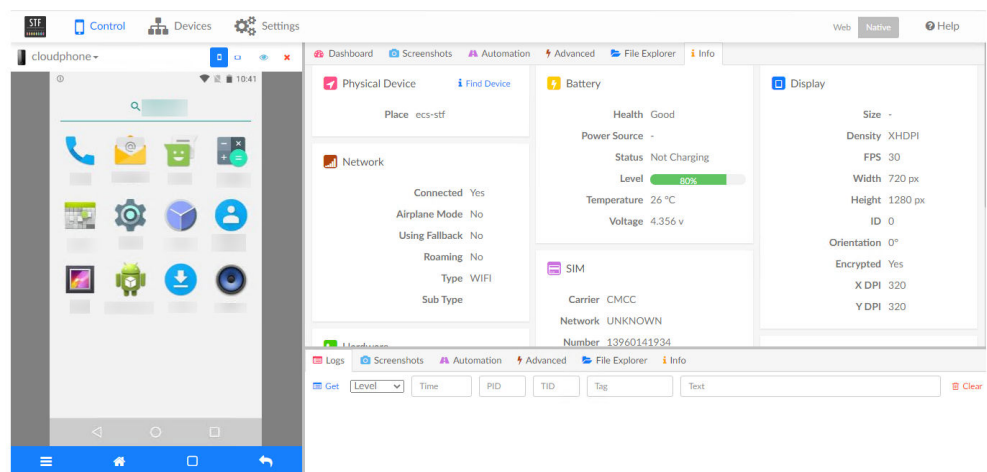 STF
Control
Devices
Settings
Web
Native
Help
cloudphone
Dashboard
Screenshots
Automation
Advanced
File Explorer
Info
10:41
Physical Device
Find Device
Place ecs-stf
Network
Connected Yes
Airplane Mode No
Using Fallback No
Roaming No
Type WIFI
Sub Type
Hardware
Battery
Health Good
Power Source -
Status Not Charging
Level 80%
Temperature 26 °C
Voltage 4.356 v
SIM
Carrier CMCC
Network UNKNOWN
Number 13960141934
Display
Size -
Density XHDPI
FPS 30
Width 720 px
Height 1280 px
ID 0
Orientation 0°
Encrypted Yes
X DPI 320
Y DPI 320
Logs
Screenshots
Automation
Advanced
File Explorer
Info
Get
Level
Time
PID
TID
Tag
Text
Clear